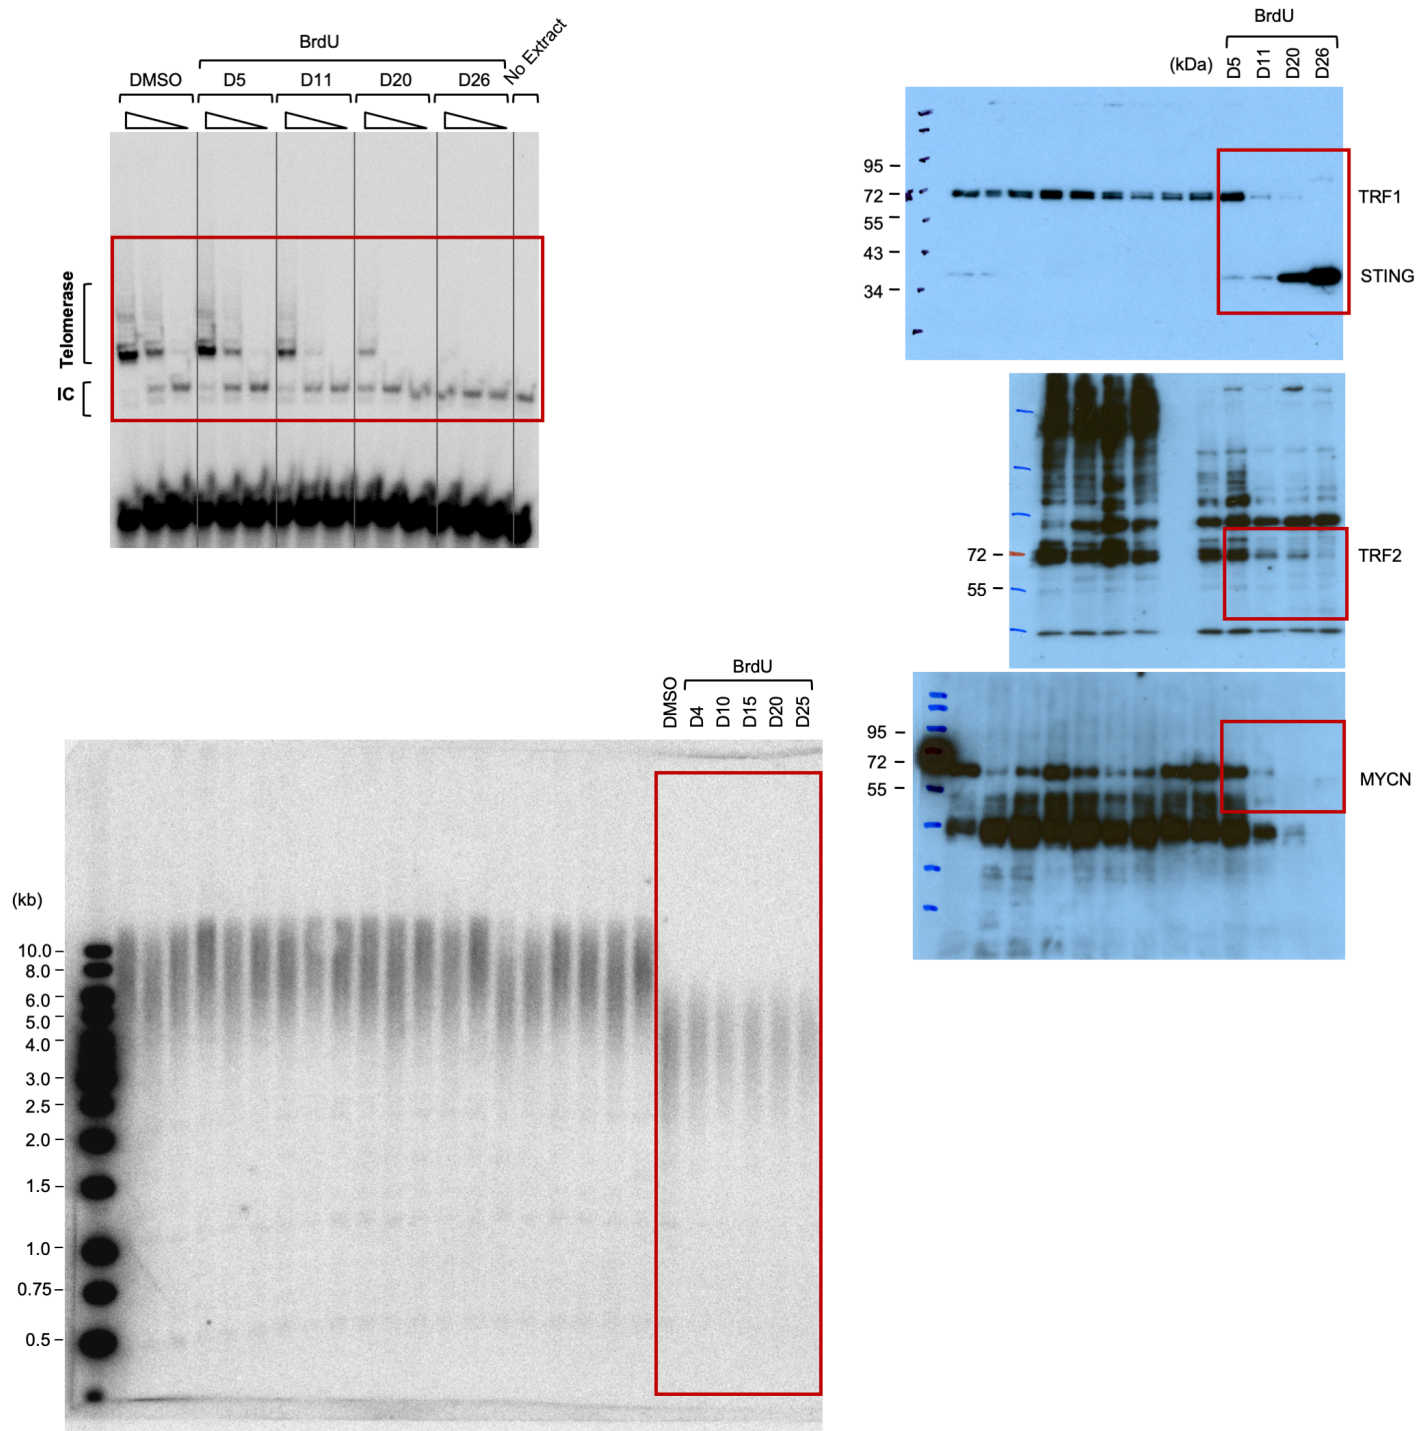 BrdU
DMSO D5 D11 D20 D26 No Extract
Telomerase
IC
BrdU
(kDa) D5 D11 D20 D26
95
72
55
43
34
TRF1
STING
72
55
TRF2
95
72
55
MYCN
BrdU
DMSO D4 D10 D15 D20 D25
(kb)
10.0
8.0
6.0
5.0
4.0
3.0
2.5
2.0
1.5
1.0
0.75
0.5